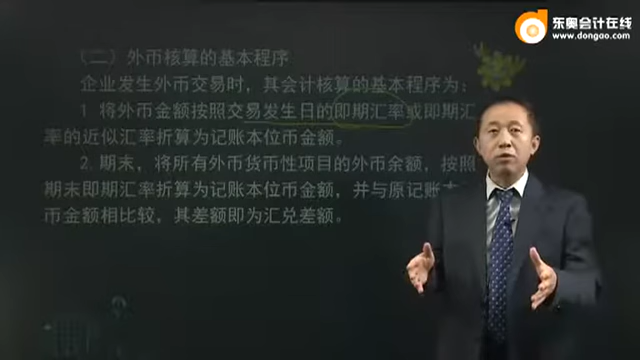 东奥会计在线
www.dongao.com
（二）外币核算的基本程序
企业发生外币交易时，其会计核算的基本程序为：
1. 将外币金额按照交易发生日的即期汇率或即期汇
率的近似汇率折算为记账本位币金额。
2. 期末，将所有外币货币性项目的外币余额，按照
期末即期汇率折算为记账本位币金额，并与原记账本
币金额相比较，其差额即为汇兑差额。